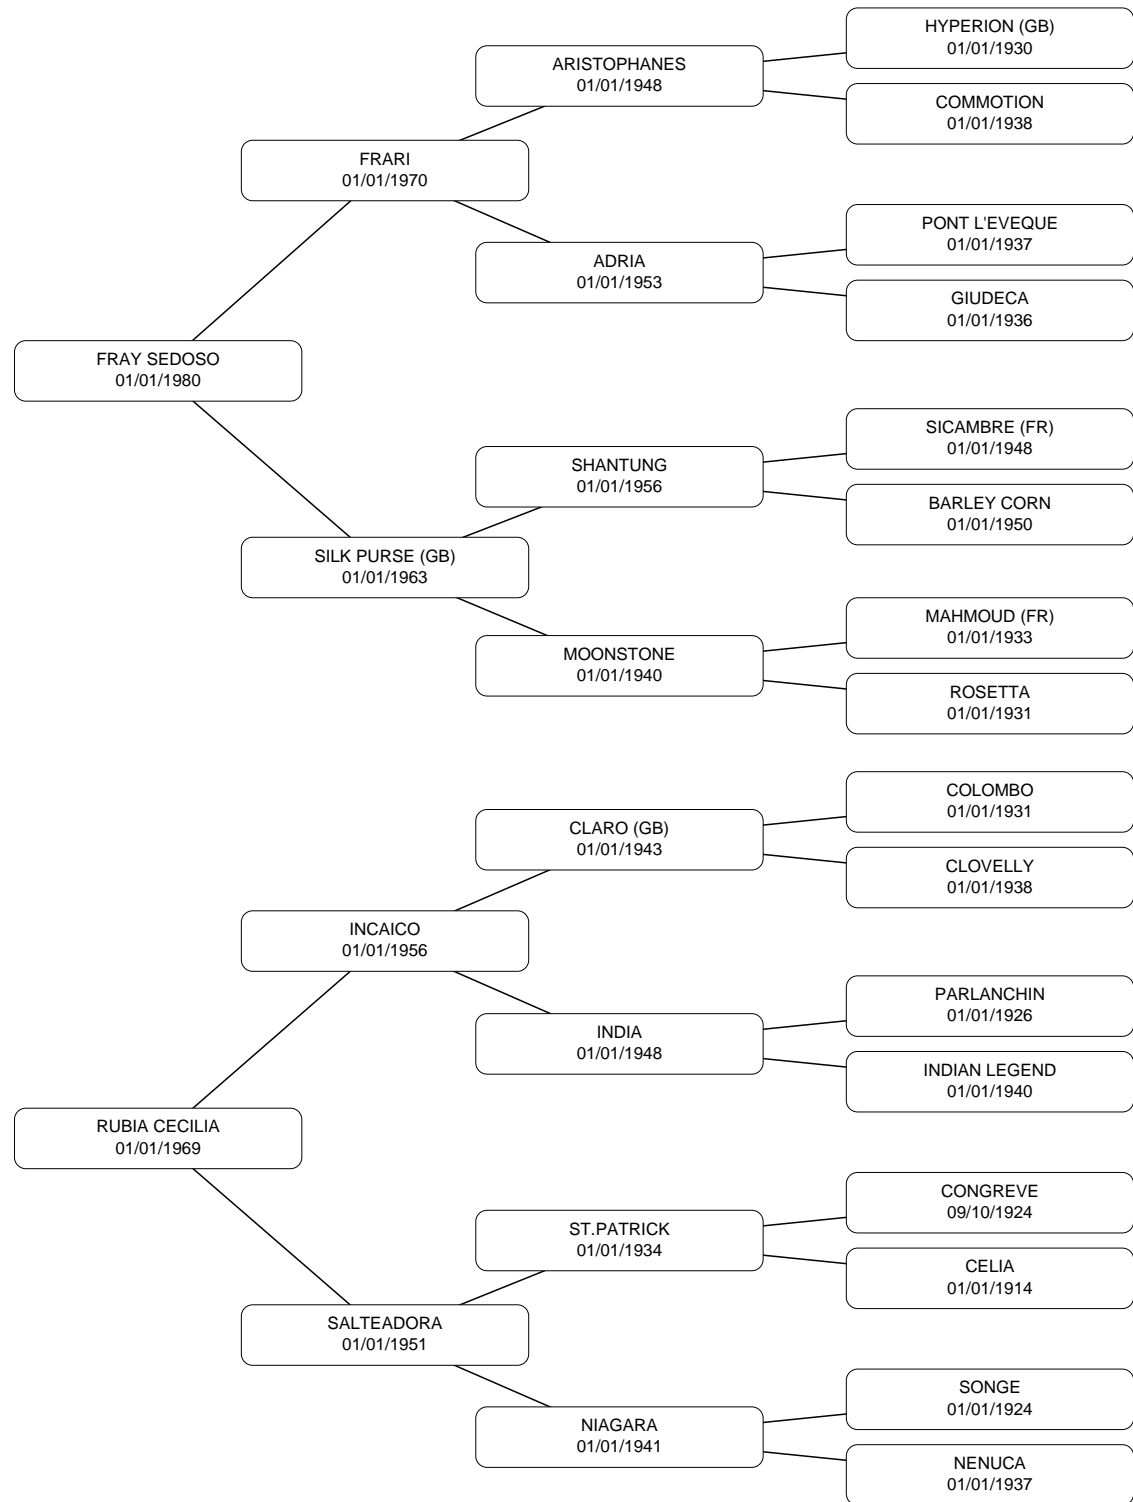 HYPERION (GB)
01/01/1930
ARISTOPHANES
01/01/1948
COMMOTION
01/01/1938
FRARI
01/01/1970
PONT L'EVEQUE
01/01/1937
ADRIA
01/01/1953
GIUDECA
01/01/1936
FRAY SEDOSO
01/01/1980
SICAMBRE (FR)
01/01/1948
SHANTUNG
01/01/1956
BARLEY CORN
01/01/1950
SILK PURSE (GB)
01/01/1963
MAHMOUD (FR)
01/01/1933
MOONSTONE
01/01/1940
ROSETTA
01/01/1931
COLOMBO
01/01/1931
CLARO (GB)
01/01/1943
CLOVELLY
01/01/1938
INCAICO
01/01/1956
PARLANCHIN
01/01/1926
INDIA
01/01/1948
INDIAN LEGEND
01/01/1940
RUBIA CECILIA
01/01/1969
CONGREVE
09/10/1924
ST.PATRICK
01/01/1934
CELIA
01/01/1914
SALTEADORA
01/01/1951
SONGE
01/01/1924
NIAGARA
01/01/1941
NENUCA
01/01/1937